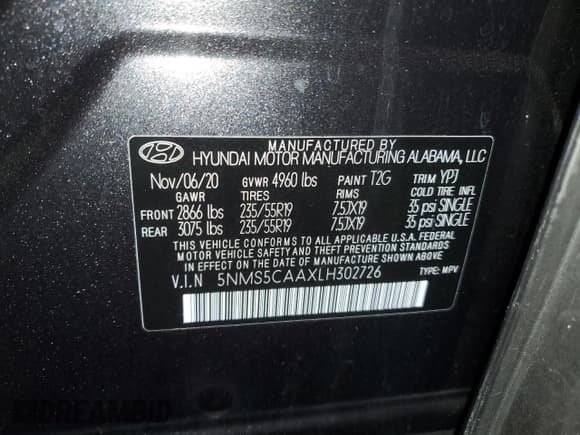 MANUFACTURED BY
HYUNDAI MOTOR MANUFACTURING ALABAMA, LLC
Nov/06/20 GVWR 4960 lbs PAINT T2G TRIM YPJ
GAWR TIRES RIMS COLD TIRE INFL
FRONT 2866 lbs 235/55R19 7.5JX19 35 psi SINGLE
REAR 3075 lbs 235/55R19 7.5JX19 35 psi SINGLE
THIS VEHICLE CONFORMS TO ALL APPLICABLE U.S.A. FEDERAL
MOTOR VEHICLE SAFETY AND THEFT PREVENTION STANDARDS
IN EFFECT ON THE DATE OF MANUFACTURE SHOWN ABOVE
V.I.N 5NMS5CAAXLH302726 TYPE: MPV
DREAMBID